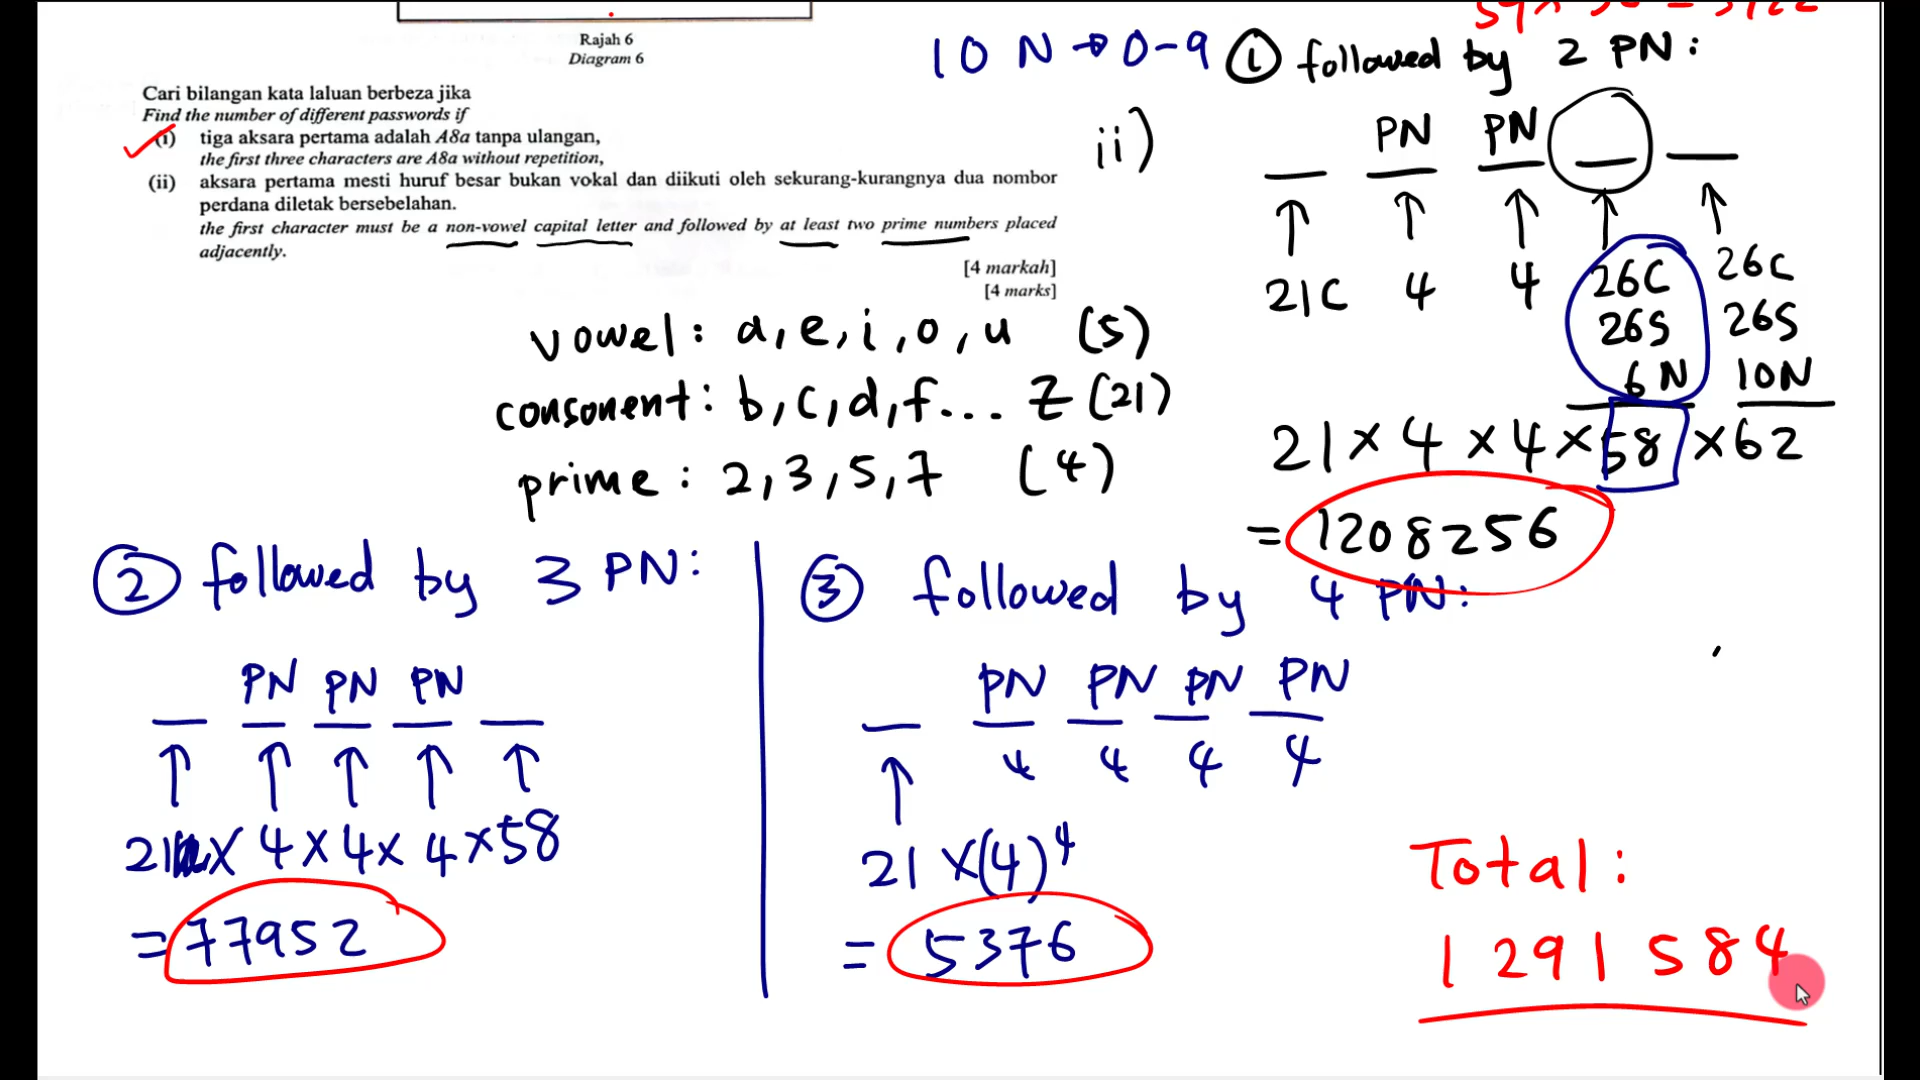 Rajah 6
Diagram 6
Cari bilangan kata laluan berbeza jika
Find the number of different passwords if
(i) tiga aksara pertama adalah A8a tanpa ulangan,
the first three characters are A8a without repetition,
(ii) aksara pertama mesti huruf besar bukan vokal dan diikuti oleh sekurang-kurangnya dua nombor
perdana diletak bersebelahan.
the first character must be a non-vowel capital letter and followed by at least two prime numbers placed
adjacently.
[4 markah]
[4 marks]
10 N → 0-9
vowel : a, e, i, o, u (5)
consonent : b, c, d, f... z (21)
prime : 2, 3, 5, 7 (4)
ii)
① followed by 2 PN :
PN PN
↑ ↑ ↑ ↑ ↑
21C 4 4 26C 26C
26S 26S
6N 10N
21 × 4 × 4 × 58 × 62
= 1208256
② followed by 3 PN :
PN PN PN
↑ ↑ ↑ ↑ ↑
21 × 4 × 4 × 4 × 58
= 77952
③ followed by 4 PN :
PN PN PN PN
↑ 4 4 4 4
21 × (4)⁴
= 5376
Total :
1291584